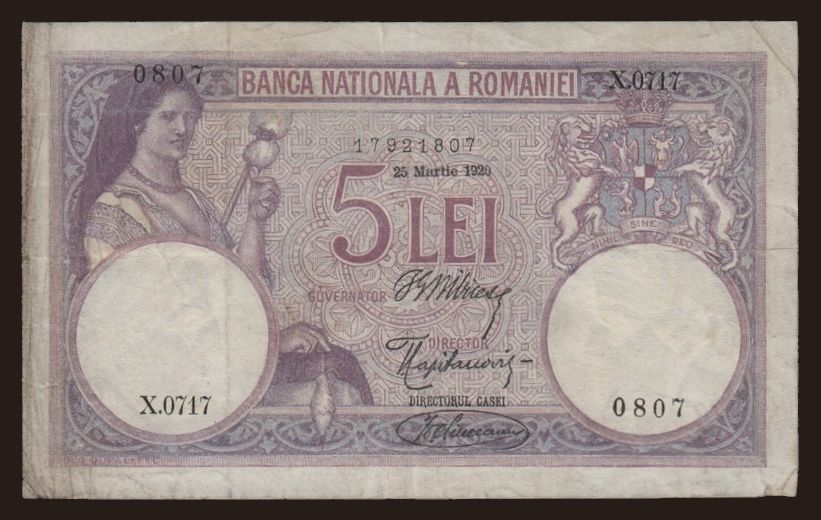 0807
BANCA NATIONALA A ROMANIEI
X.0717
17921807
25 Martie 1920
5 LEI
NIHIL SINE DEO
GUVERNATOR
DIRECTOR
DIRECTORUL CASEI
X.0717
0807